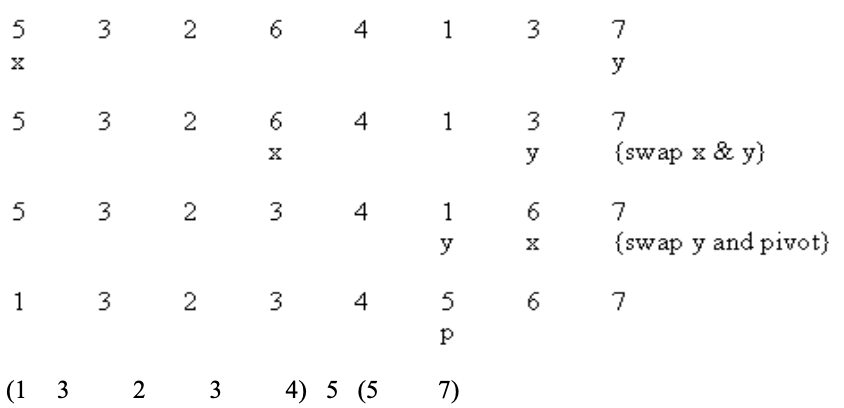 5 3 2 6 4 1 3 7
x y
5 3 2 6 4 1 3 7
x y {swap x & y}
5 3 2 3 4 1 6 7
y x {swap y and pivot}
1 3 2 3 4 5 6 7
p
(1 3 2 3 4) 5 (5 7)